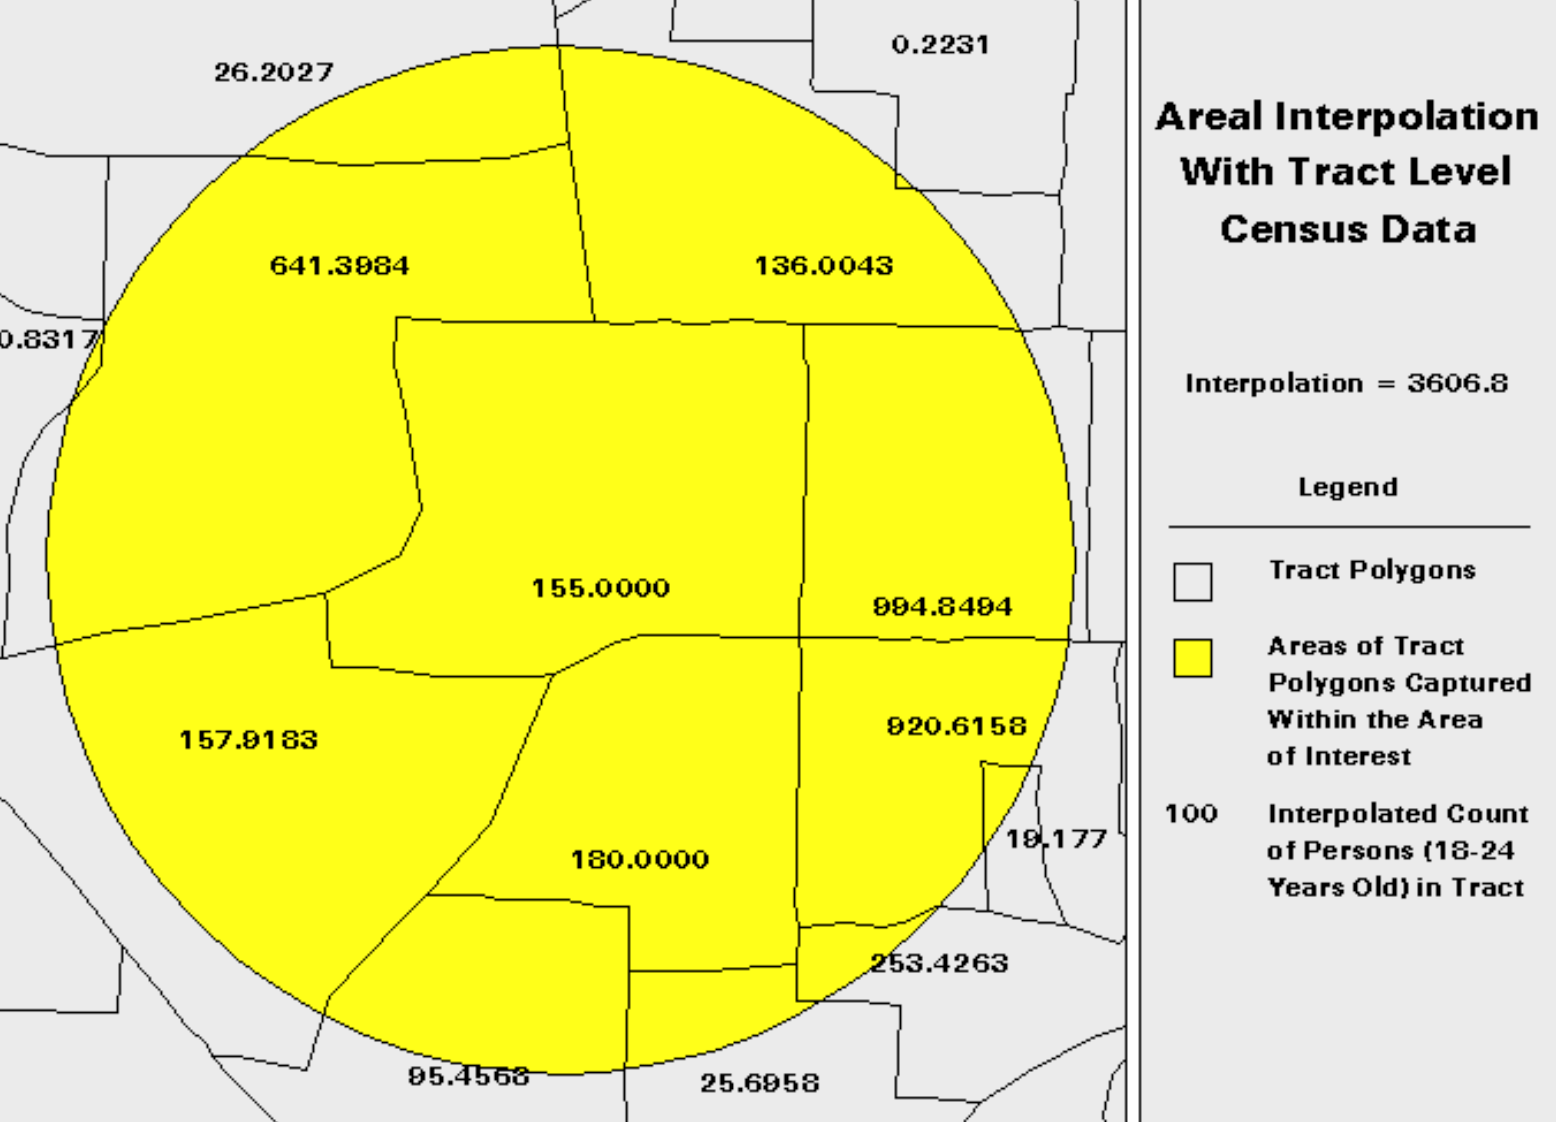 0.2231
26.2027
641.3984
136.0043
0.8317
155.0000
994.8494
157.9183
920.6158
19.177
180.0000
253.4263
95.4568
25.6958
Areal Interpolation
With Tract Level
Census Data
Interpolation = 3606.8
Legend
Tract Polygons
Areas of Tract
Polygons Captured
Within the Area
of Interest
100 Interpolated Count
of Persons (18-24
Years Old) in Tract